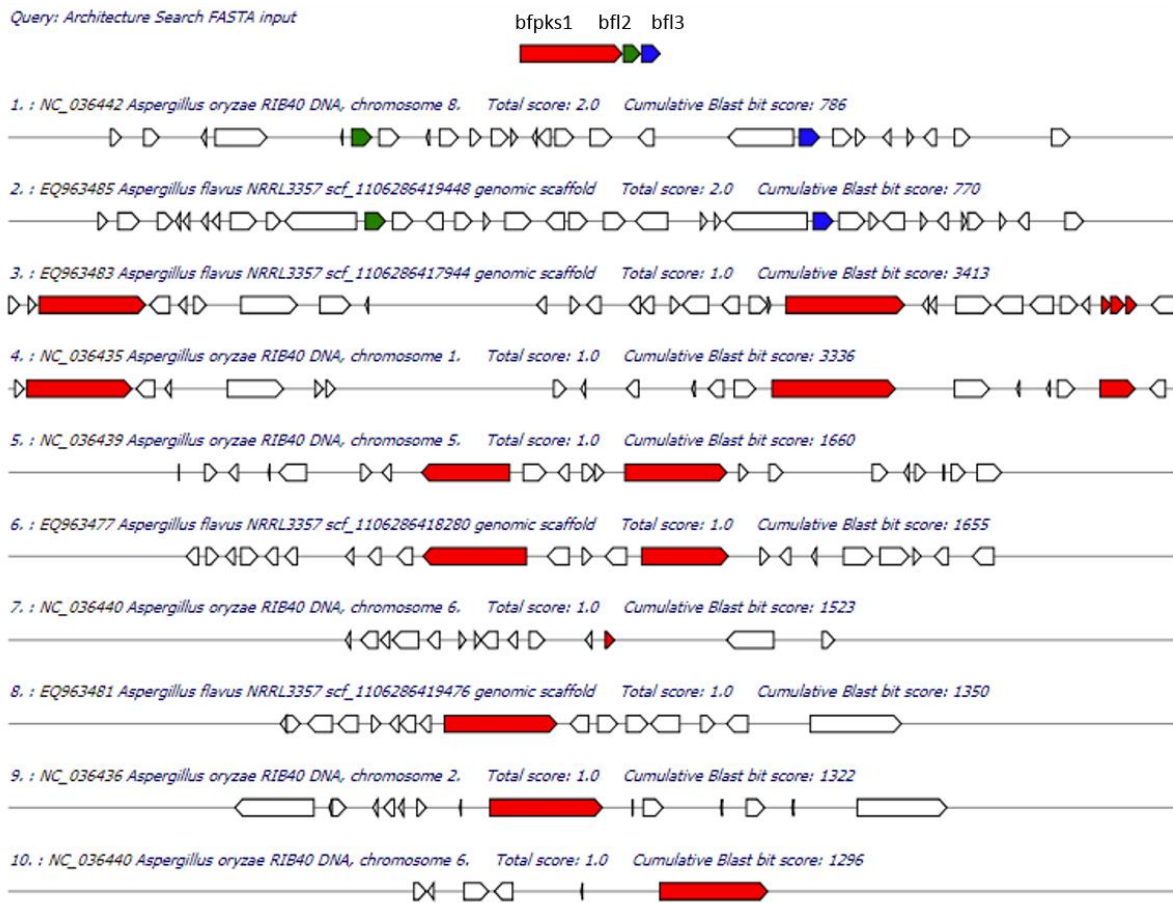 Query: Architecture Search FASTA input
bfpks1 bfl2 bfl3
1. : NC_036442 Aspergillus oryzae RIB40 DNA, chromosome 8. Total score: 2.0 Cumulative Blast bit score: 786
2. : EQ963485 Aspergillus flavus NRRL3357 scf_1106286419448 genomic scaffold Total score: 2.0 Cumulative Blast bit score: 770
3. : EQ963483 Aspergillus flavus NRRL3357 scf_1106286417944 genomic scaffold Total score: 1.0 Cumulative Blast bit score: 3413
4. : NC_036435 Aspergillus oryzae RIB40 DNA, chromosome 1. Total score: 1.0 Cumulative Blast bit score: 3336
5. : NC_036439 Aspergillus oryzae RIB40 DNA, chromosome 5. Total score: 1.0 Cumulative Blast bit score: 1660
6. : EQ963477 Aspergillus flavus NRRL3357 scf_1106286418280 genomic scaffold Total score: 1.0 Cumulative Blast bit score: 1655
7. : NC_036440 Aspergillus oryzae RIB40 DNA, chromosome 6. Total score: 1.0 Cumulative Blast bit score: 1523
8. : EQ963481 Aspergillus flavus NRRL3357 scf_1106286419476 genomic scaffold Total score: 1.0 Cumulative Blast bit score: 1350
9. : NC_036436 Aspergillus oryzae RIB40 DNA, chromosome 2. Total score: 1.0 Cumulative Blast bit score: 1322
10. : NC_036440 Aspergillus oryzae RIB40 DNA, chromosome 6. Total score: 1.0 Cumulative Blast bit score: 1296